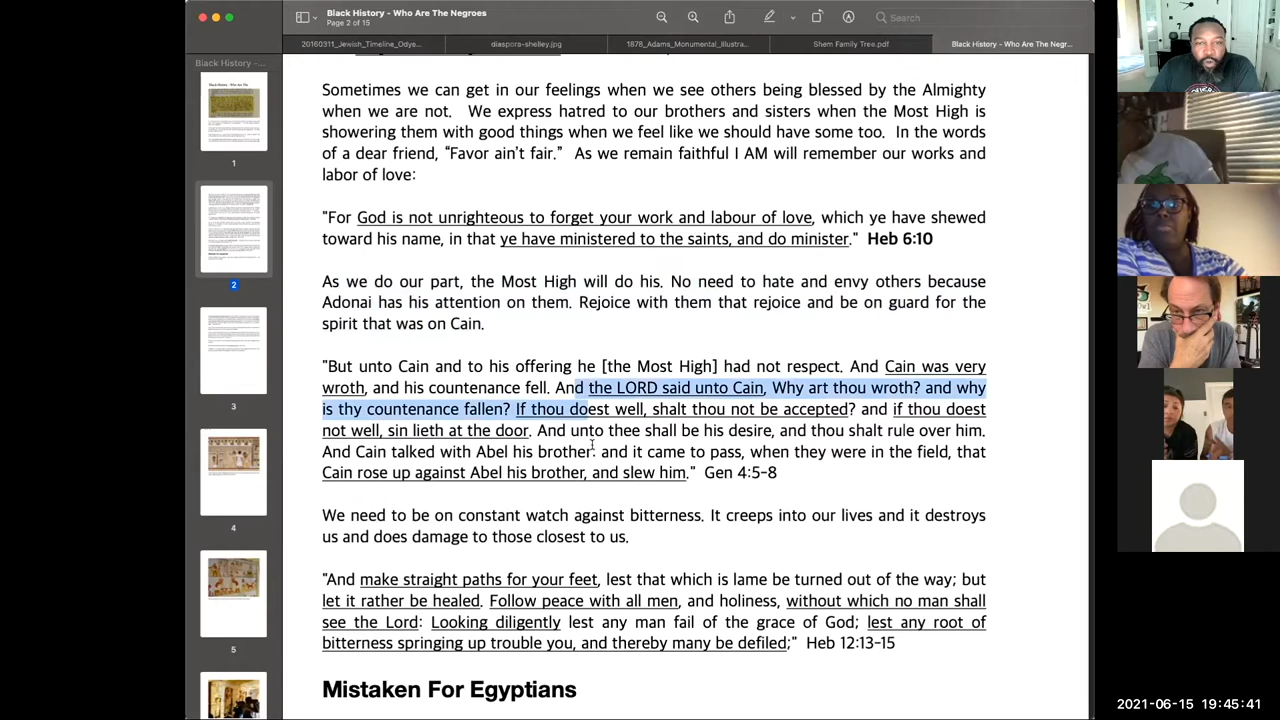 Black History - Who Are The Negroes
Page 2 of 15
Search
20160311_Jewish_Timeline_Odye...
diaspora-shelley.jpg
1878_Adams_Monumental_Illustra...
Shem Family Tree.pdf
Black History - Who Are The Negr...
Black History -...
1
2
3
4
5
Sometimes we can get in our feelings when we see others being blessed by the Almighty
when we are not. We express hatred to our brothers and sisters when the Most High is
showering them with good things when we feel like we should have some too. In the words
of a dear friend, “Favor ain’t fair.” As we remain faithful I AM will remember our works and
labor of love:
"For God is not unrighteous to forget your work and labour of love, which ye have shewed
toward his name, in that ye have ministered to the saints, and do minister." Heb 6:10
As we do our part, the Most High will do his. No need to hate and envy others because
Adonai has his attention on them. Rejoice with them that rejoice and be on guard for the
spirit that was on Cain.
"But unto Cain and to his offering he [the Most High] had not respect. And Cain was very
wroth, and his countenance fell. And the LORD said unto Cain, Why art thou wroth? and why
is thy countenance fallen? If thou doest well, shalt thou not be accepted? and if thou doest
not well, sin lieth at the door. And unto thee shall be his desire, and thou shalt rule over him.
And Cain talked with Abel his brother: and it came to pass, when they were in the field, that
Cain rose up against Abel his brother, and slew him." Gen 4:5-8
We need to be on constant watch against bitterness. It creeps into our lives and it destroys
us and does damage to those closest to us.
"And make straight paths for your feet, lest that which is lame be turned out of the way; but
let it rather be healed. Follow peace with all men, and holiness, without which no man shall
see the Lord: Looking diligently lest any man fail of the grace of God; lest any root of
bitterness springing up trouble you, and thereby many be defiled;" Heb 12:13-15
Mistaken For Egyptians
2021-06-15 19:45:41